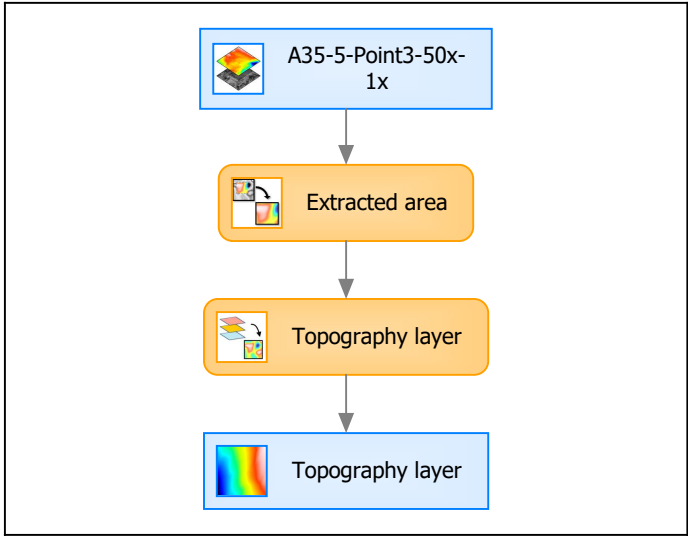 A35-5-Point3-50x-
1x
Extracted area
Topography layer
Topography layer